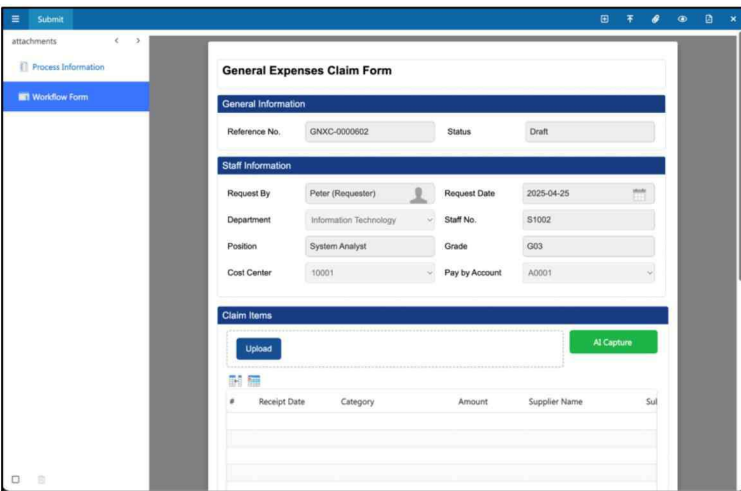 Submit
attachments
Process Information
Workflow Form
General Expenses Claim Form
General Information
Reference No. GNXC-0000602 Status Draft
Staff Information
Request By Peter (Requester) Request Date 2025-04-25
Department Information Technology Staff No. S1002
Position System Analyst Grade G03
Cost Center 10001 Pay by Account A0001
Claim Items
Upload AI Capture
# Receipt Date Category Amount Supplier Name Sul